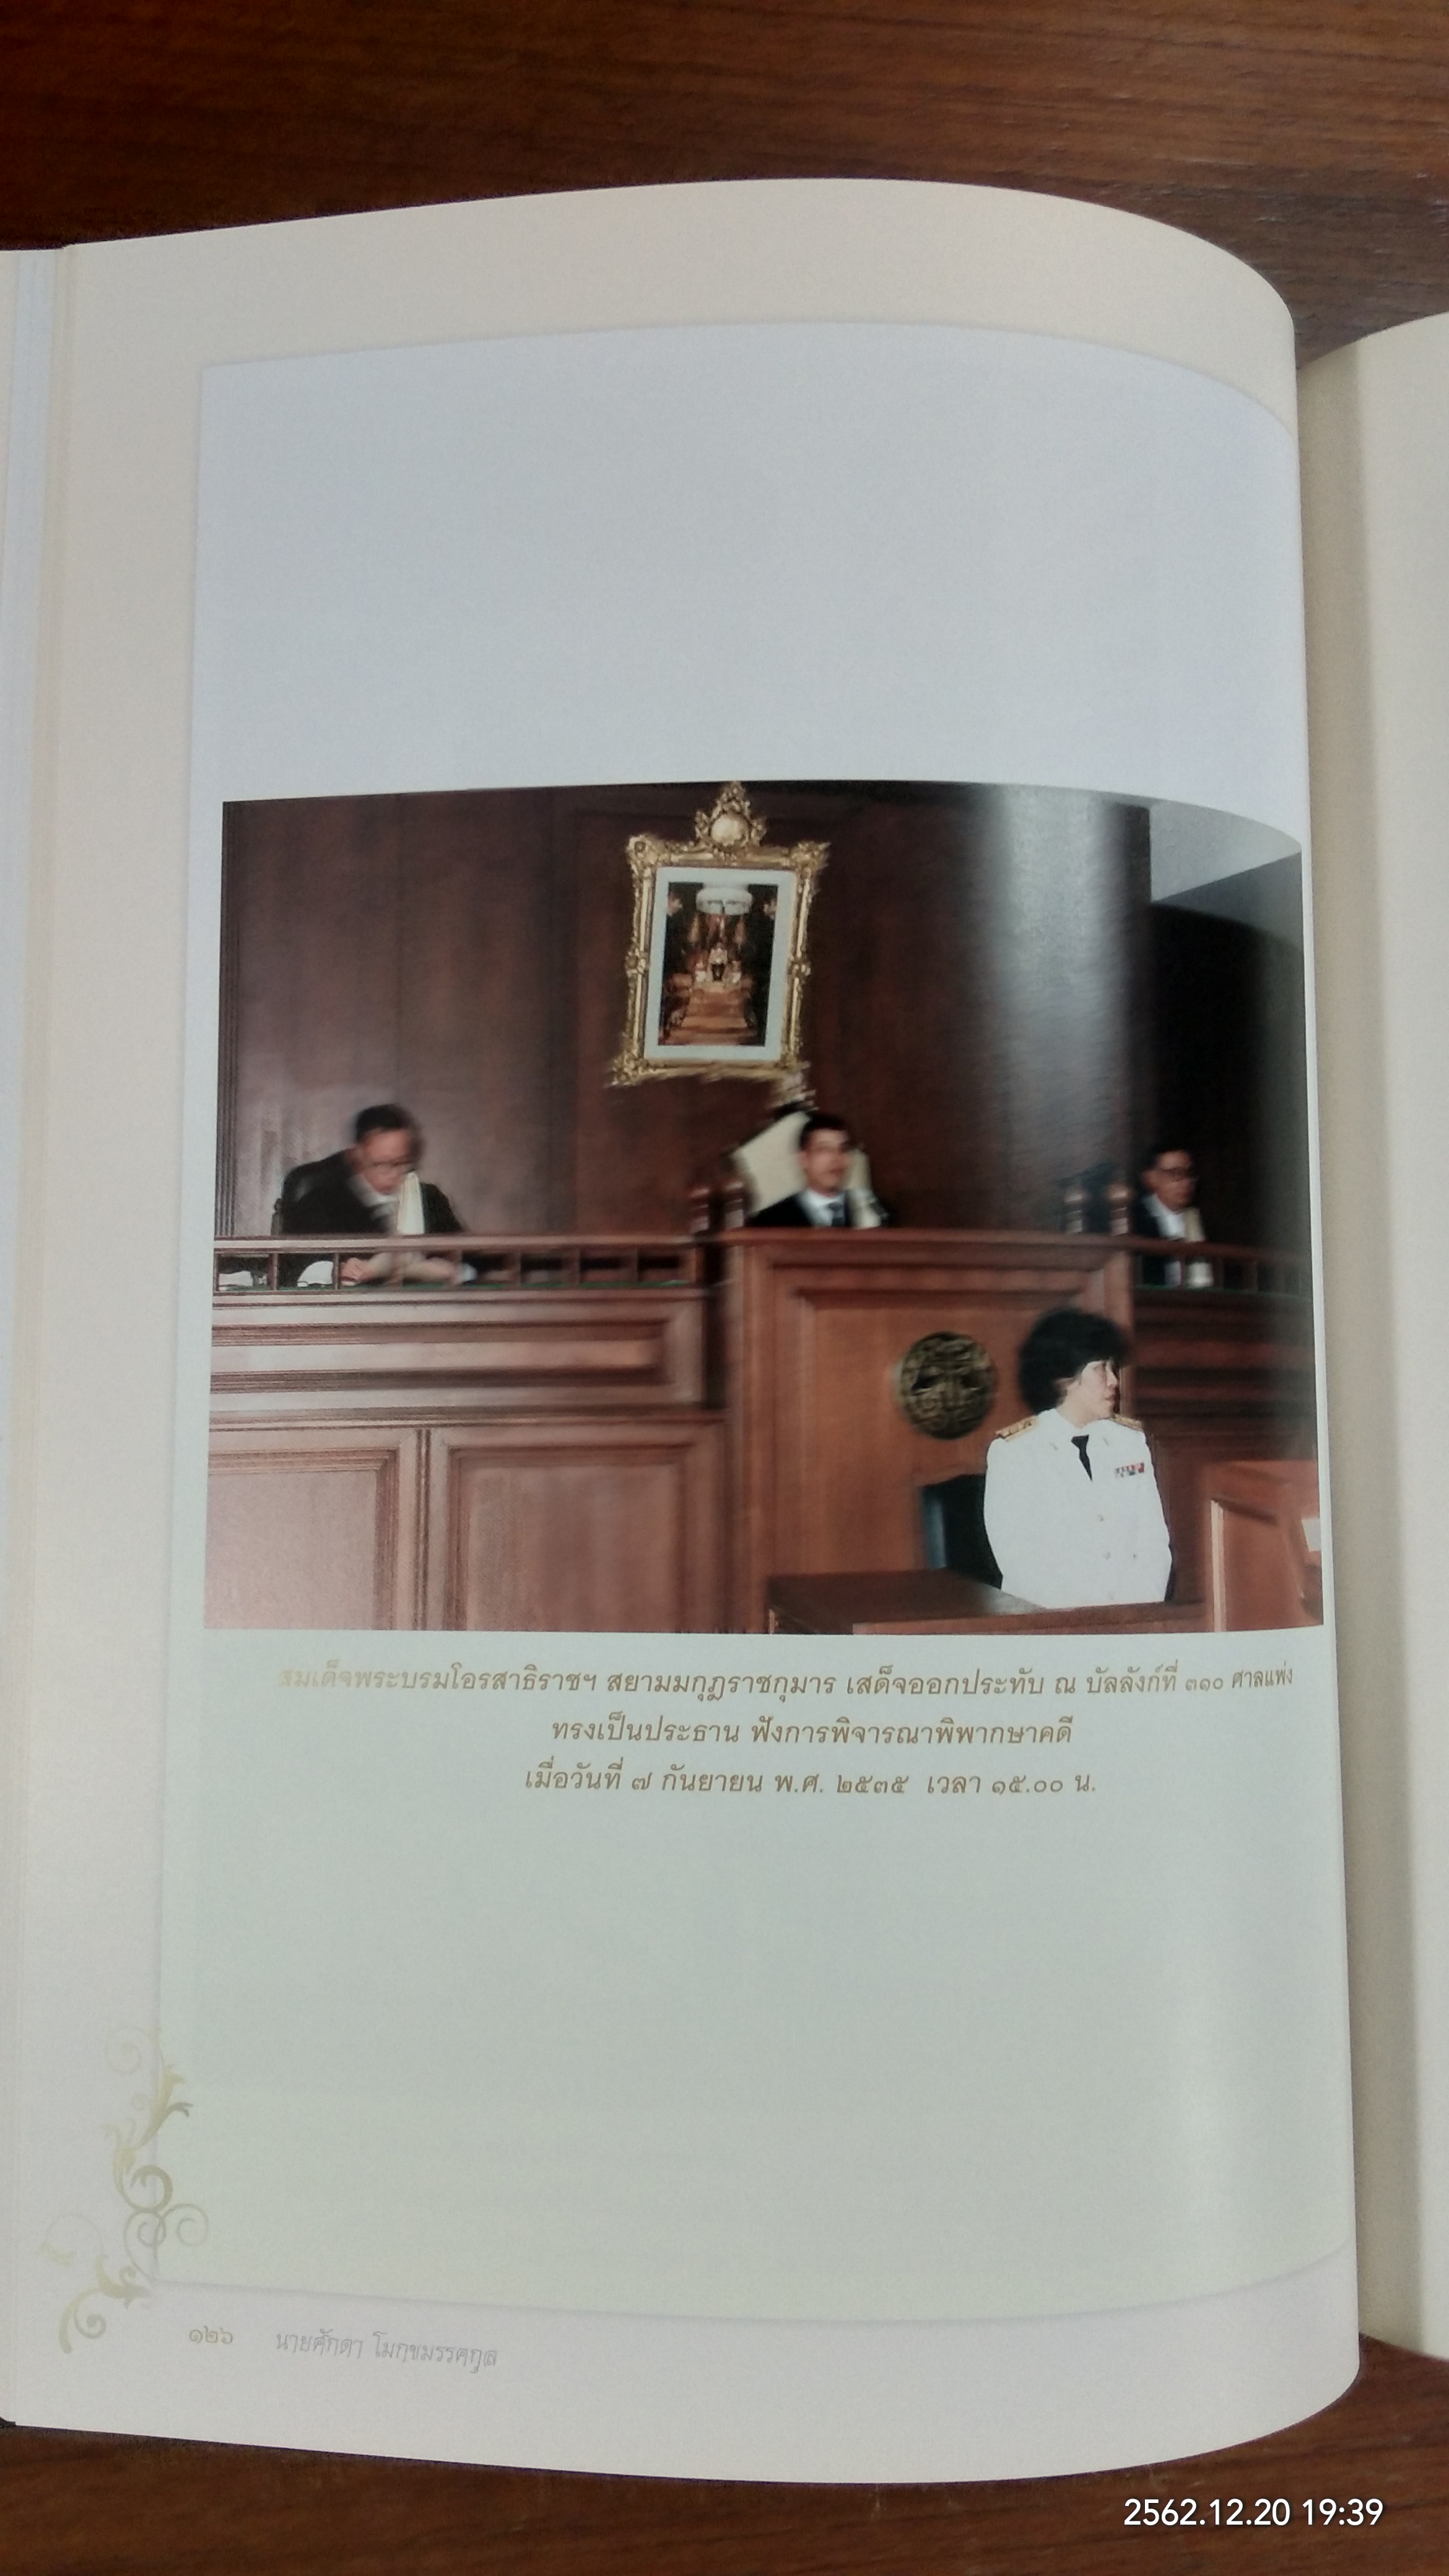 สมเด็จพระบรมโอรสาธิราชฯ สยามมกุฎราชกุมาร เสด็จออกประทับ ณ บัลลังก์ที่ ๓๑๐ ศาลแพ่ง
ทรงเป็นประธาน ฟังการพิจารณาพิพากษาคดี
เมื่อวันที่ ๗ กันยายน พ.ศ. ๒๕๓๕ เวลา ๑๕.๐๐ น.
๑๒๖ นายศักดา โมกขมรรคกุล
2562.12.20 19:39